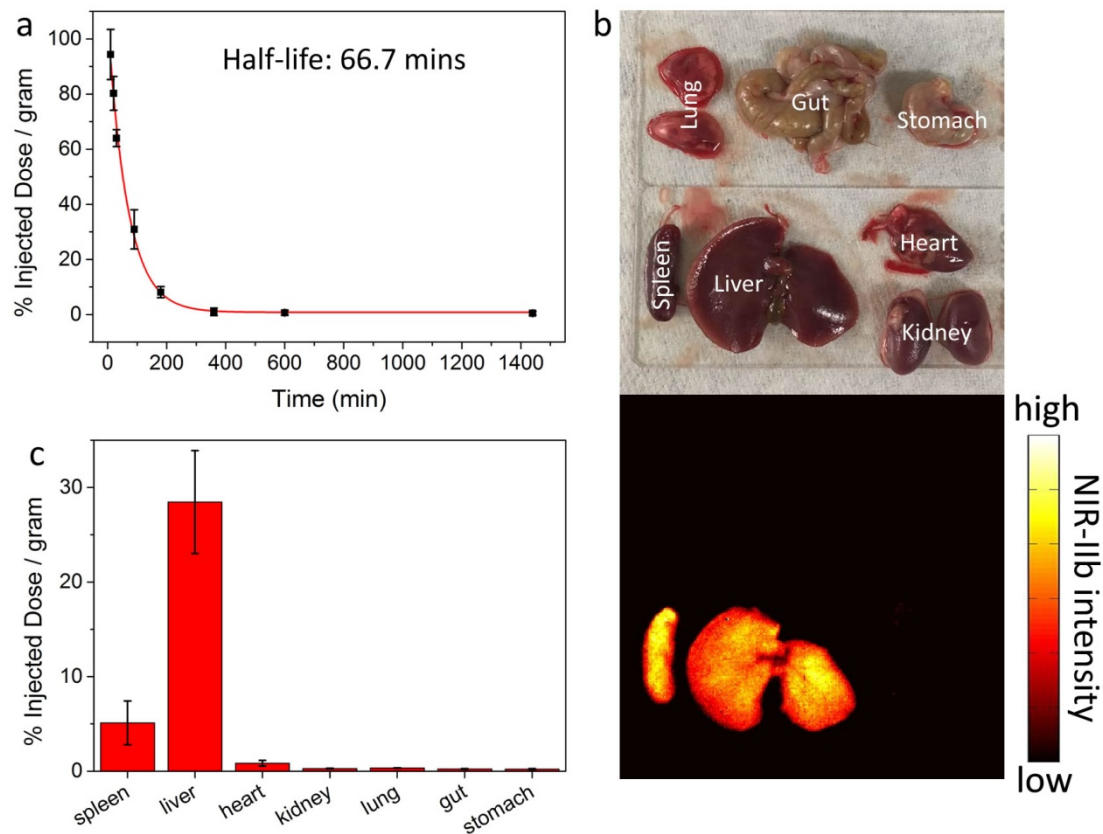 a
Half-life: 66.7 mins
% Injected Dose / gram
100
80
60
40
20
0
0 200 400 600 800 1000 1200 1400
Time (min)
b
Lung
Gut
Stomach
Spleen
Liver
Heart
Kidney
high
NIR-IIb intensity
low
c
% Injected Dose / gram
30
20
10
0
spleen liver heart kidney lung gut stomach